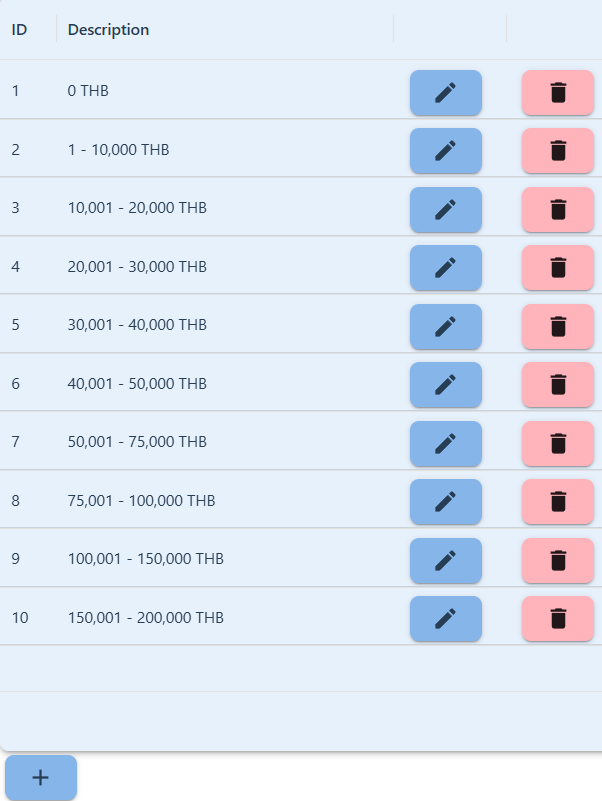 ID Description
1 0 THB
2 1 - 10,000 THB
3 10,001 - 20,000 THB
4 20,001 - 30,000 THB
5 30,001 - 40,000 THB
6 40,001 - 50,000 THB
7 50,001 - 75,000 THB
8 75,001 - 100,000 THB
9 100,001 - 150,000 THB
10 150,001 - 200,000 THB